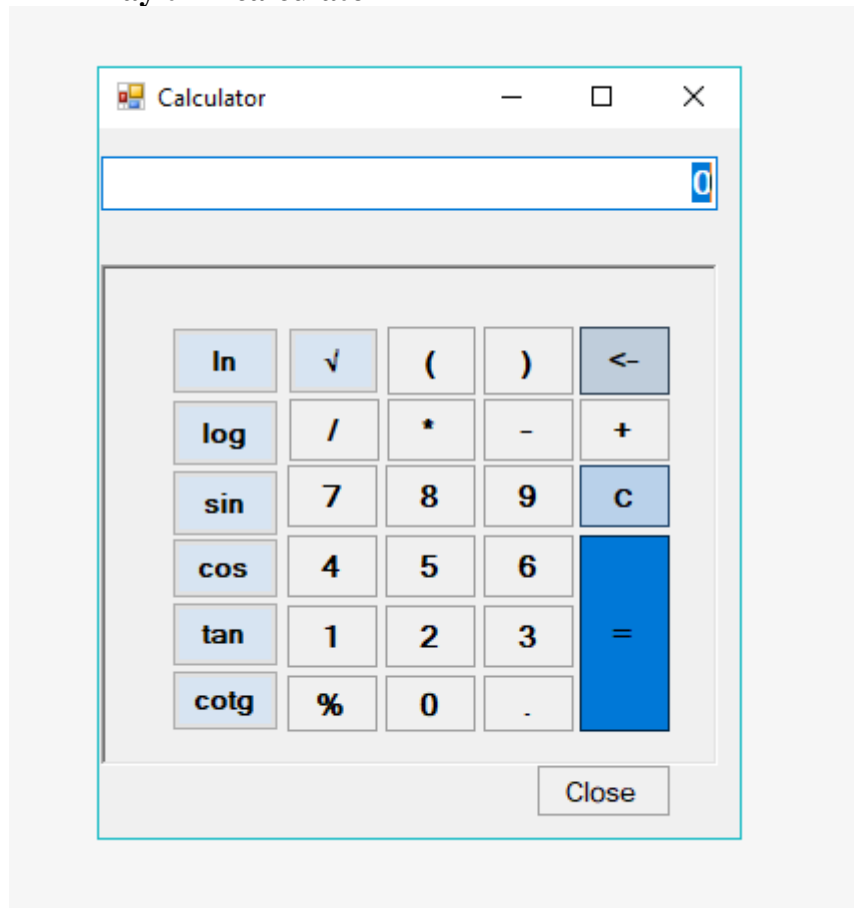 Calculator
0
ln √ ( ) <-
log / * - +
sin 7 8 9 C
cos 4 5 6
tan 1 2 3 =
cotg % 0 .
Close